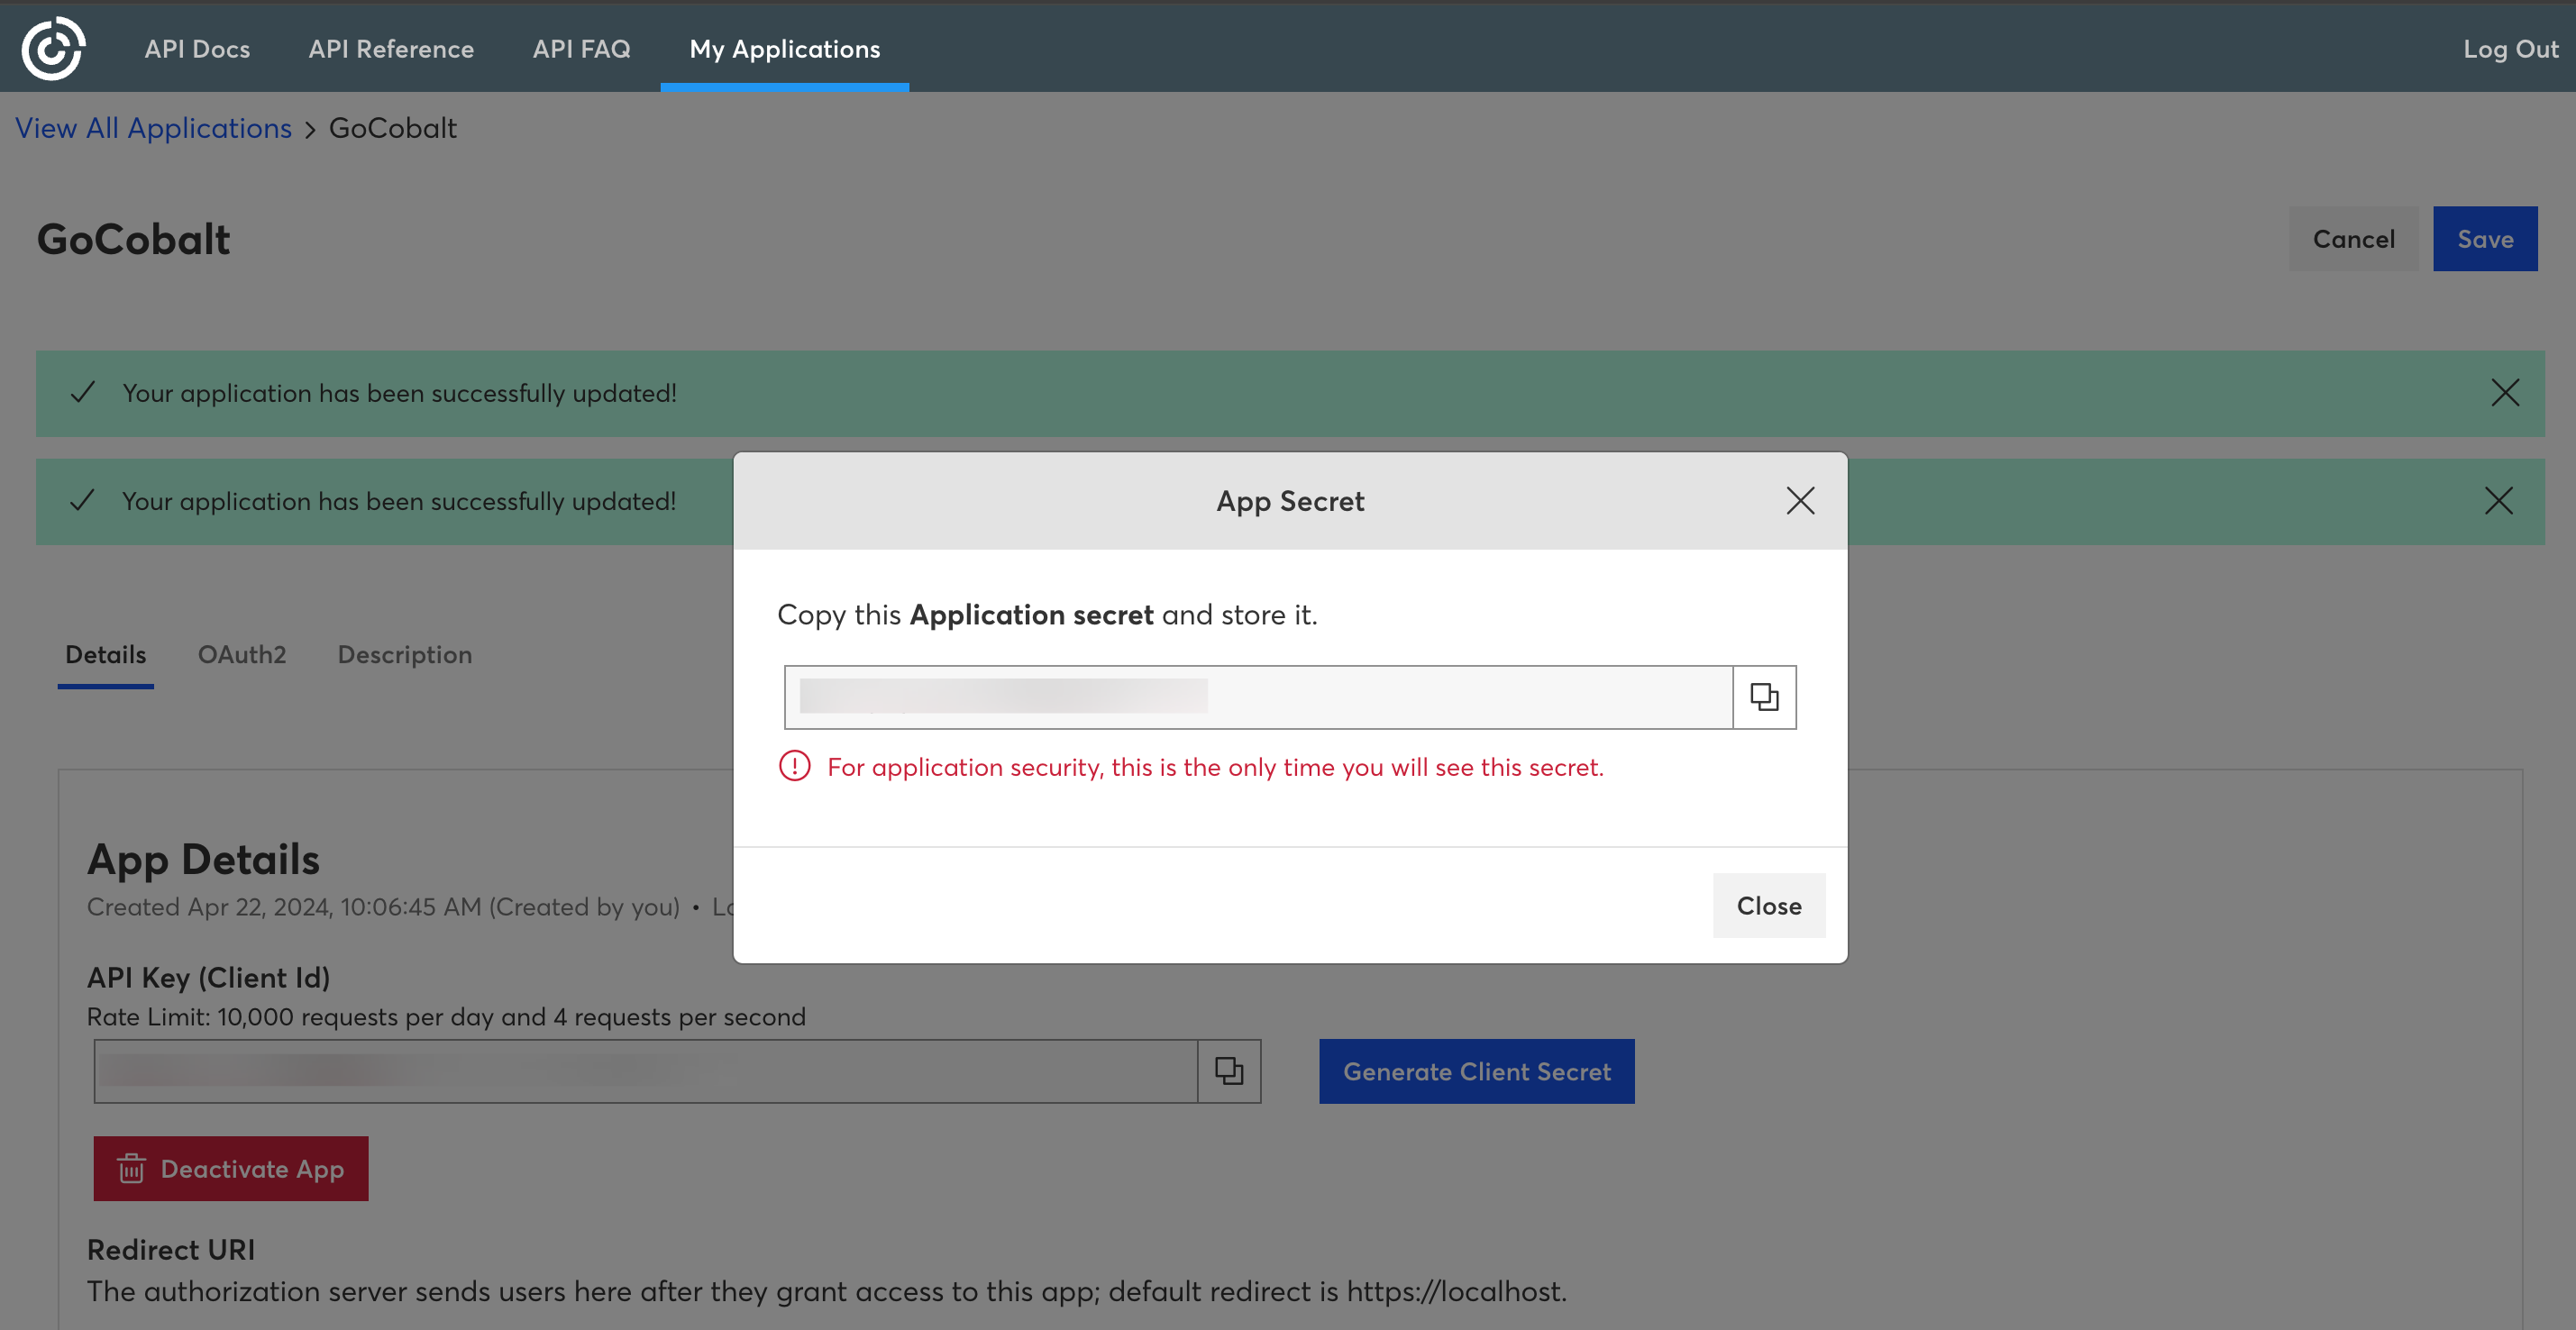 API Docs API Reference API FAQ My Applications Log Out
View All Applications > GoCobalt
GoCobalt
Cancel Save
Your application has been successfully updated!
Your application has been successfully updated!
App Secret
Copy this Application secret and store it.
For application security, this is the only time you will see this secret.
Close
Details OAuth2 Description
App Details
Created Apr 22, 2024, 10:06:45 AM (Created by you) •
API Key (Client Id)
Rate Limit: 10,000 requests per day and 4 requests per second
Generate Client Secret
Deactivate App
Redirect URI
The authorization server sends users here after they grant access to this app; default redirect is https://localhost.